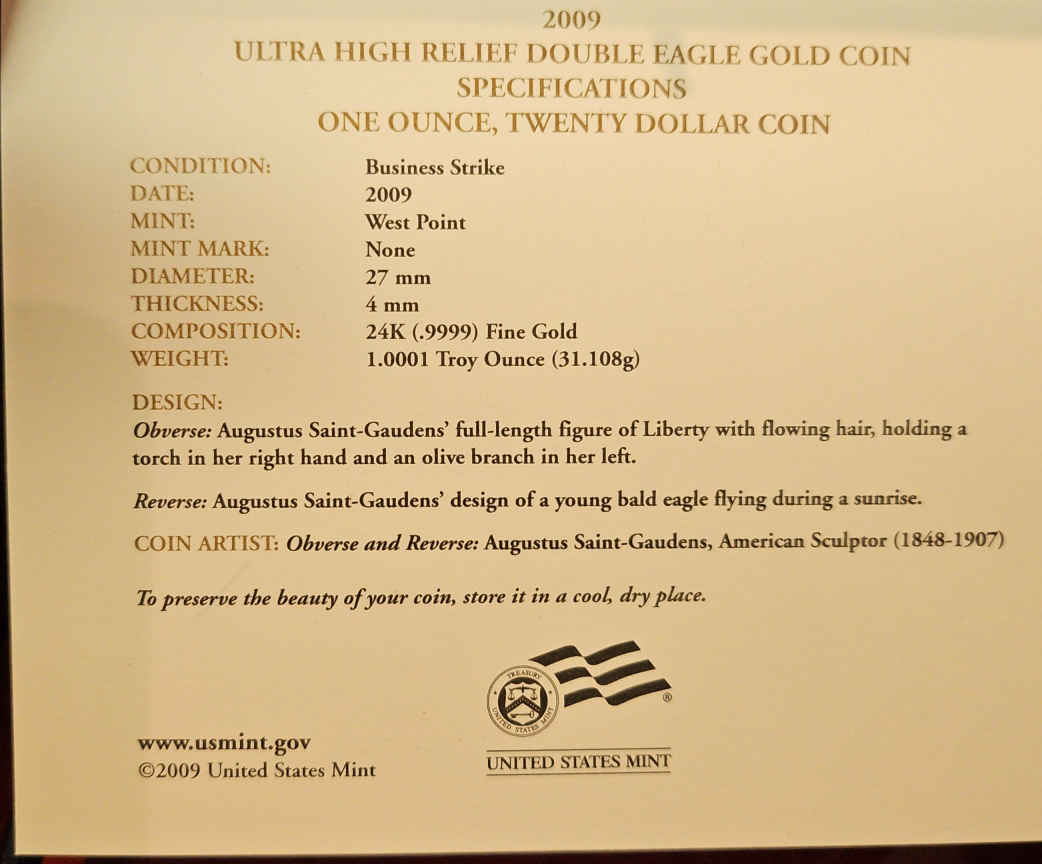 2009
ULTRA HIGH RELIEF DOUBLE EAGLE GOLD COIN
SPECIFICATIONS
ONE OUNCE, TWENTY DOLLAR COIN
CONDITION: Business Strike
DATE: 2009
MINT: West Point
MINT MARK: None
DIAMETER: 27 mm
THICKNESS: 4 mm
COMPOSITION: 24K (.9999) Fine Gold
WEIGHT: 1.0001 Troy Ounce (31.108g)
DESIGN:
Obverse: Augustus Saint-Gaudens’ full-length figure of Liberty with flowing hair, holding a
torch in her right hand and an olive branch in her left.
Reverse: Augustus Saint-Gaudens’ design of a young bald eagle flying during a sunrise.
COIN ARTIST: Obverse and Reverse: Augustus Saint-Gaudens, American Sculptor (1848-1907)
To preserve the beauty of your coin, store it in a cool, dry place.
TREASURY
UNITED STATES MINT
®
UNITED STATES MINT
www.usmint.gov
©2009 United States Mint